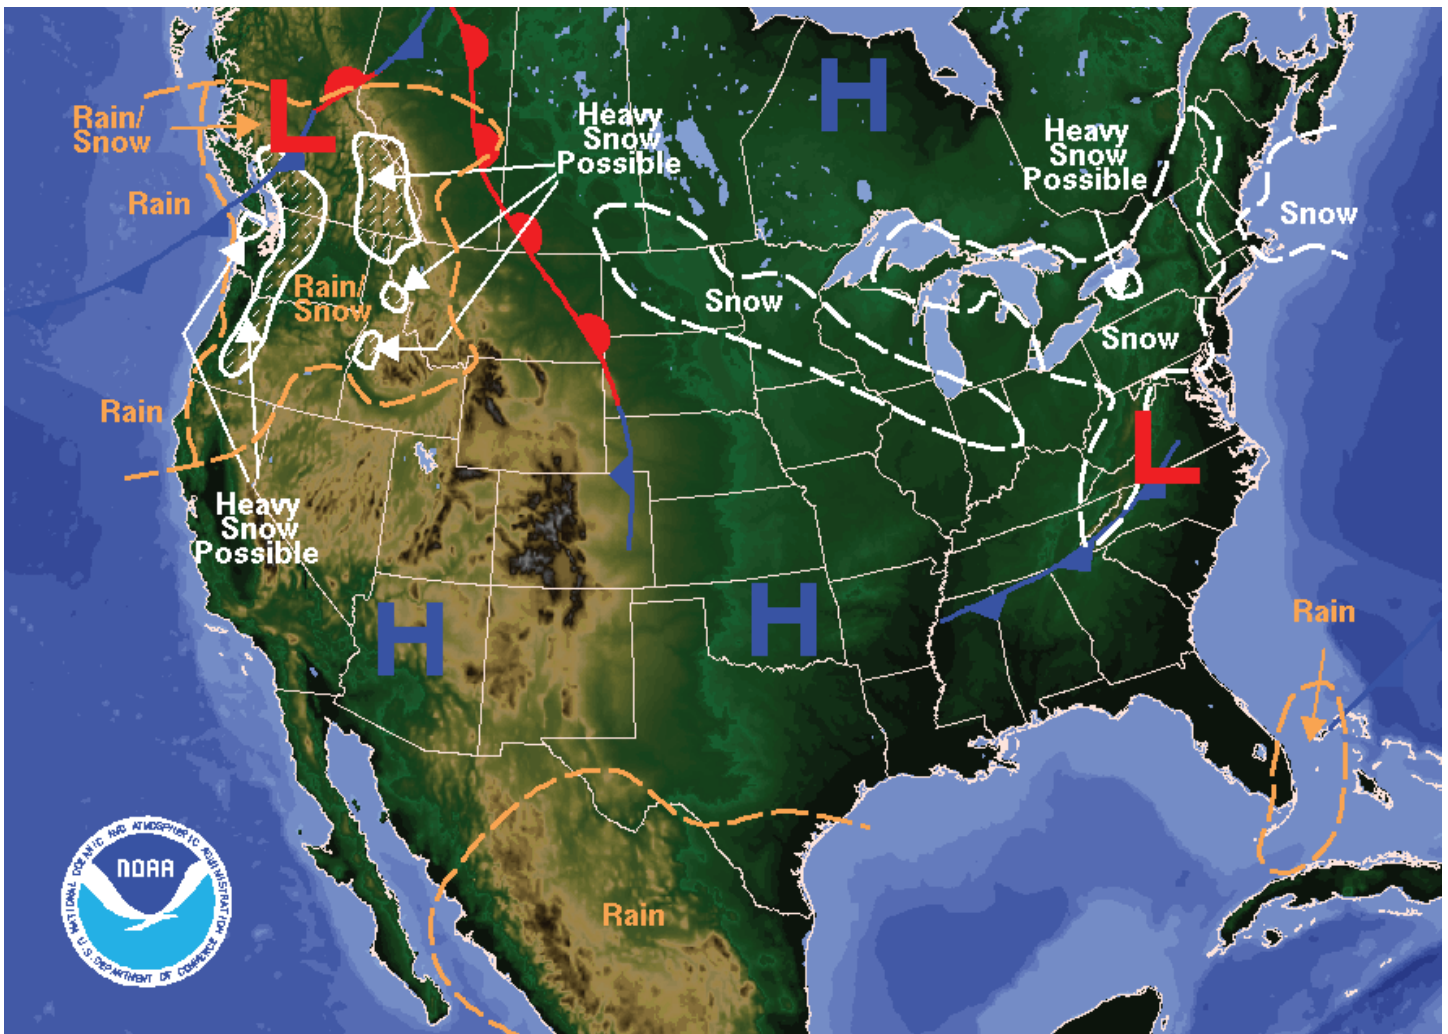 H
L
Rain/
Snow
Heavy
Snow
Possible
Heavy
Snow
Possible
Rain
Snow
Rain/
Snow
Snow
Snow
Rain
L
Heavy
Snow
Possible
H
H
Rain
Rain
NOAA
NATIONAL OCEANIC AND ATMOSPHERIC ADMINISTRATION
U.S. DEPARTMENT OF COMMERCE